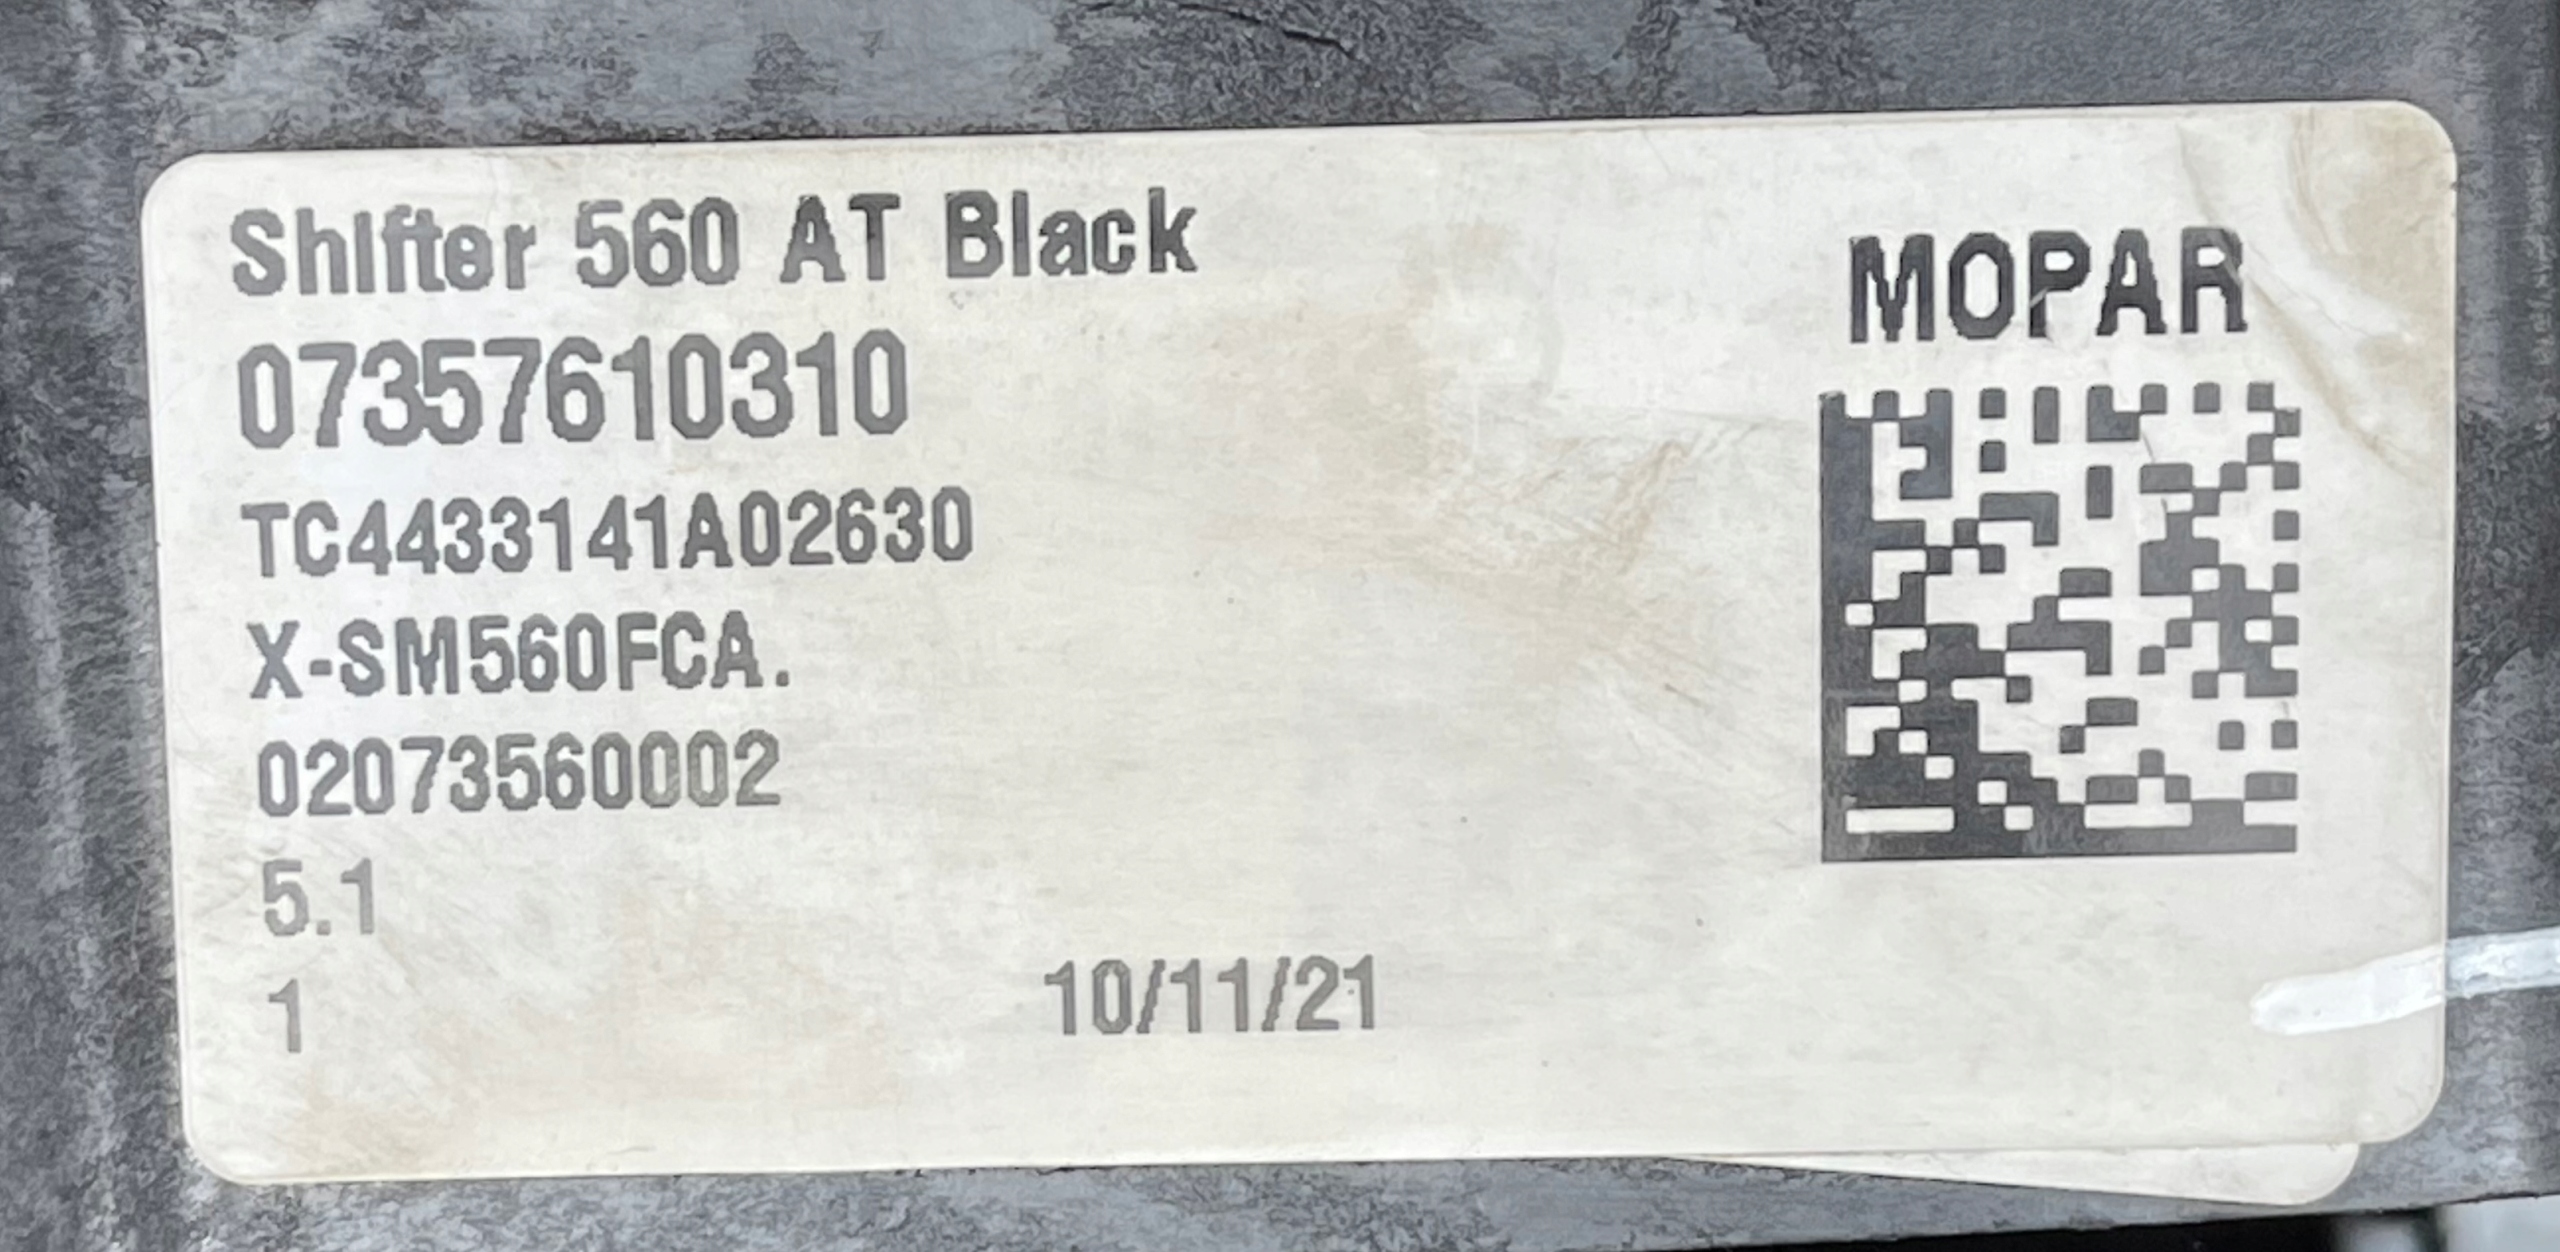 Shifter 560 AT Black
MOPAR
07357610310
TC4433141A02630
X-SM560FCA.
02073560002
5.1
1
10/11/21